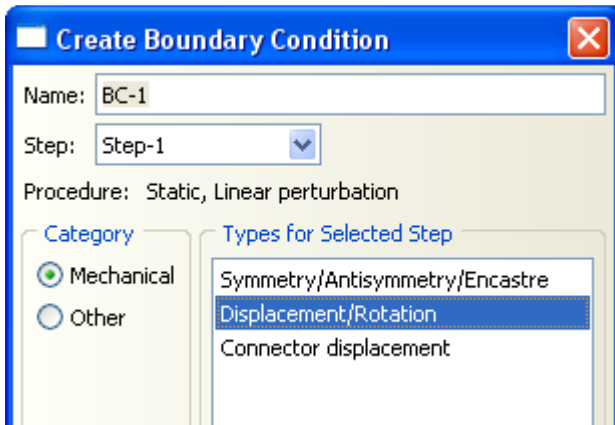 Create Boundary Condition
Name: BC-1
Step: Step-1
Procedure: Static, Linear perturbation
Category
Mechanical
Other
Types for Selected Step
Symmetry/Antisymmetry/Encastre
Displacement/Rotation
Connector displacement